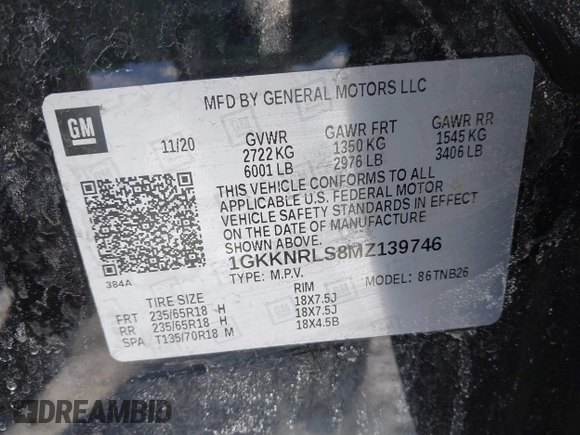 MFD BY GENERAL MOTORS LLC
GM
11/20 GVWR GAWR FRT GAWR RR
2722 KG 1350 KG 1545 KG
6001 LB 2976 LB 3406 LB
THIS VEHICLE CONFORMS TO ALL
APPLICABLE U.S. FEDERAL MOTOR
VEHICLE SAFETY STANDARDS IN EFFECT
ON THE DATE OF MANUFACTURE
SHOWN ABOVE.
1GKKNRLS8MZ139746
384A TYPE: M.P.V. MODEL: 86TNB26
TIRE SIZE RIM
FRT 235/65R18 H 18X7.5J
RR 235/65R18 H 18X7.5J
SPA T135/70R18 M 18X4.5B
DREAMBID